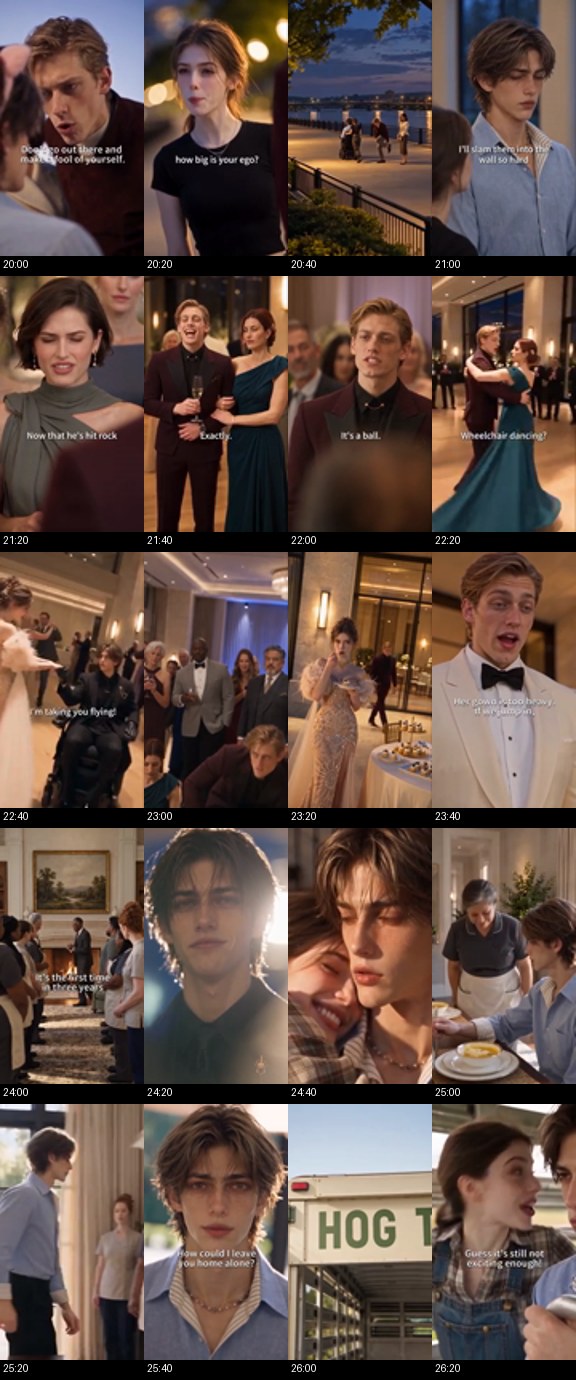 Don't go out there and
make a fool of yourself.
how big is your ego?
I'll slam them into the
wall so hard
20:00
20:20
20:40
21:00
Now that he's hit rock
Exactly.
It's a ball.
Wheelchair dancing?
21:20
21:40
22:00
22:20
I'm taking you flying!
Her gown is too heavy.
If we jump in,
22:40
23:00
23:20
23:40
It's the first time
in three years
24:00
24:20
24:40
25:00
How could I leave
you home alone?
HOG T
Guess it's still not
exciting enough!
25:20
25:40
26:00
26:20